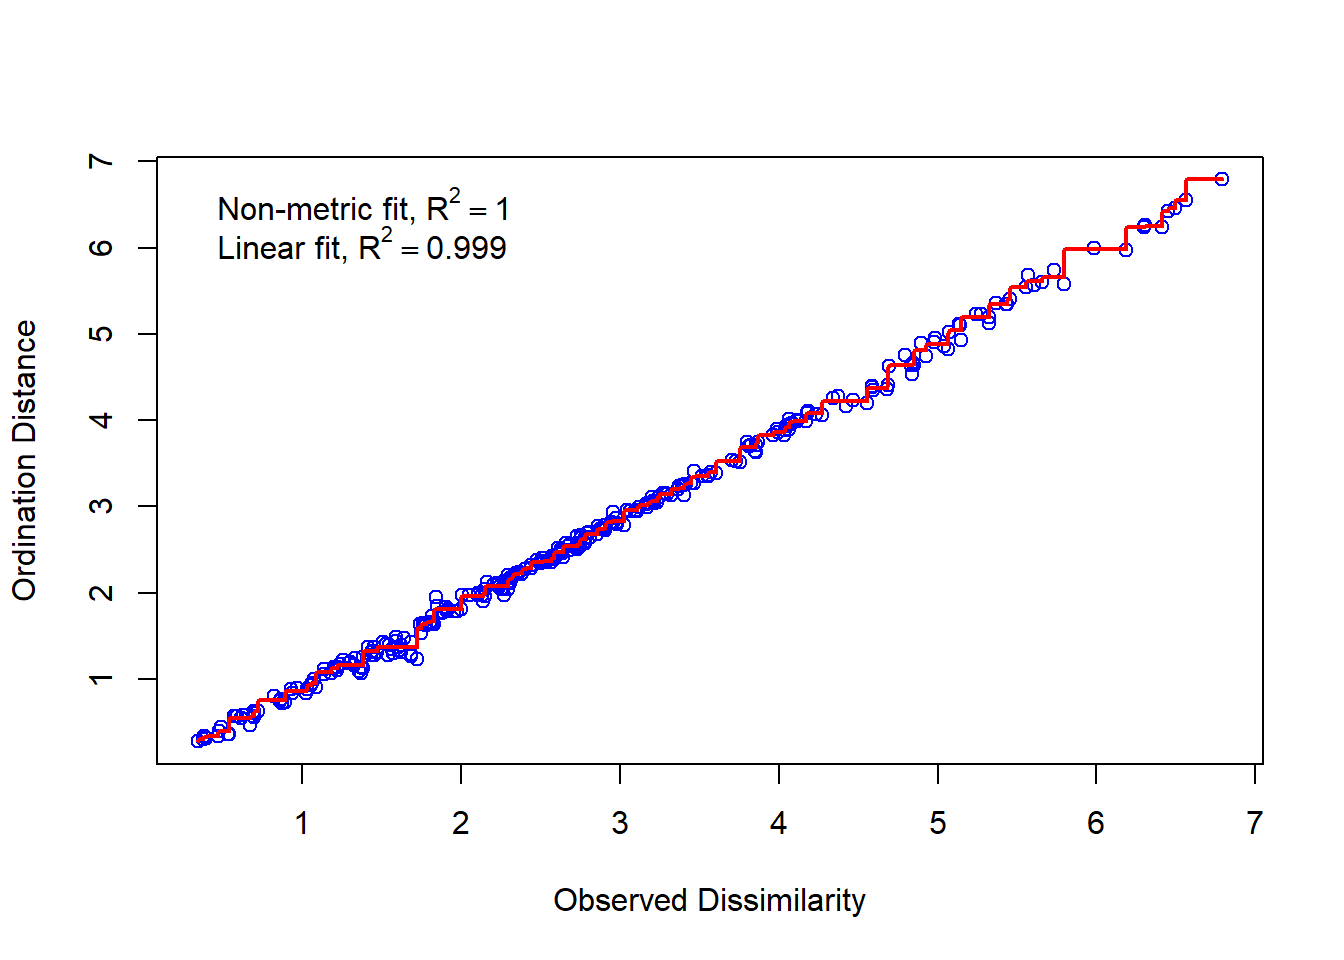 Non-metric fit, R² = 1
Linear fit, R² = 0.999
7
6
5
4
3
2
1
Ordination Distance
1 2 3 4 5 6 7
Observed Dissimilarity